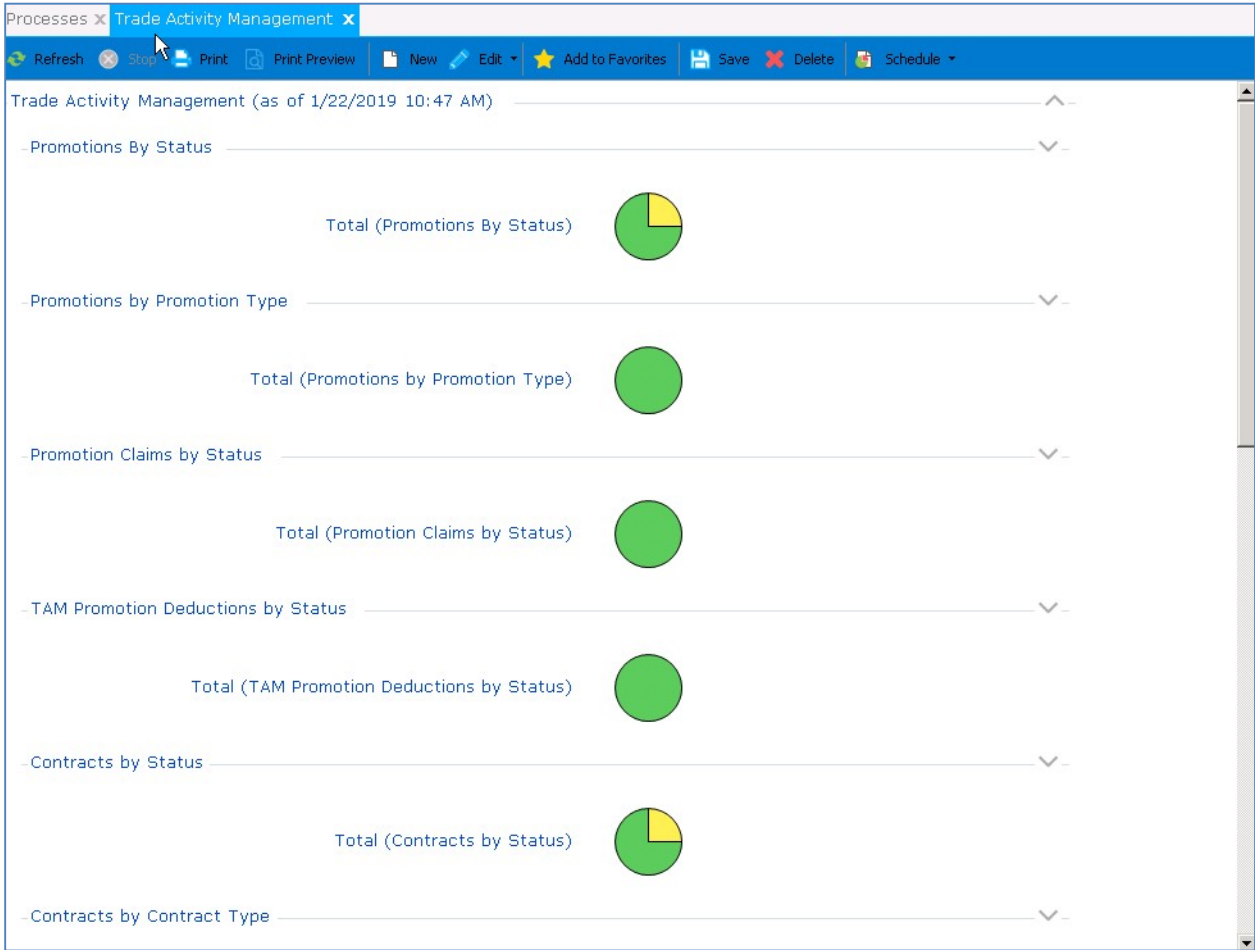 Processes X Trade Activity Management X
Refresh Stop Print Print Preview New Edit Add to Favorites Save Delete Schedule
Trade Activity Management (as of 1/22/2019 10:47 AM)
Promotions By Status
Total (Promotions By Status)
Promotions by Promotion Type
Total (Promotions by Promotion Type)
Promotion Claims by Status
Total (Promotion Claims by Status)
TAM Promotion Deductions by Status
Total (TAM Promotion Deductions by Status)
Contracts by Status
Total (Contracts by Status)
Contracts by Contract Type